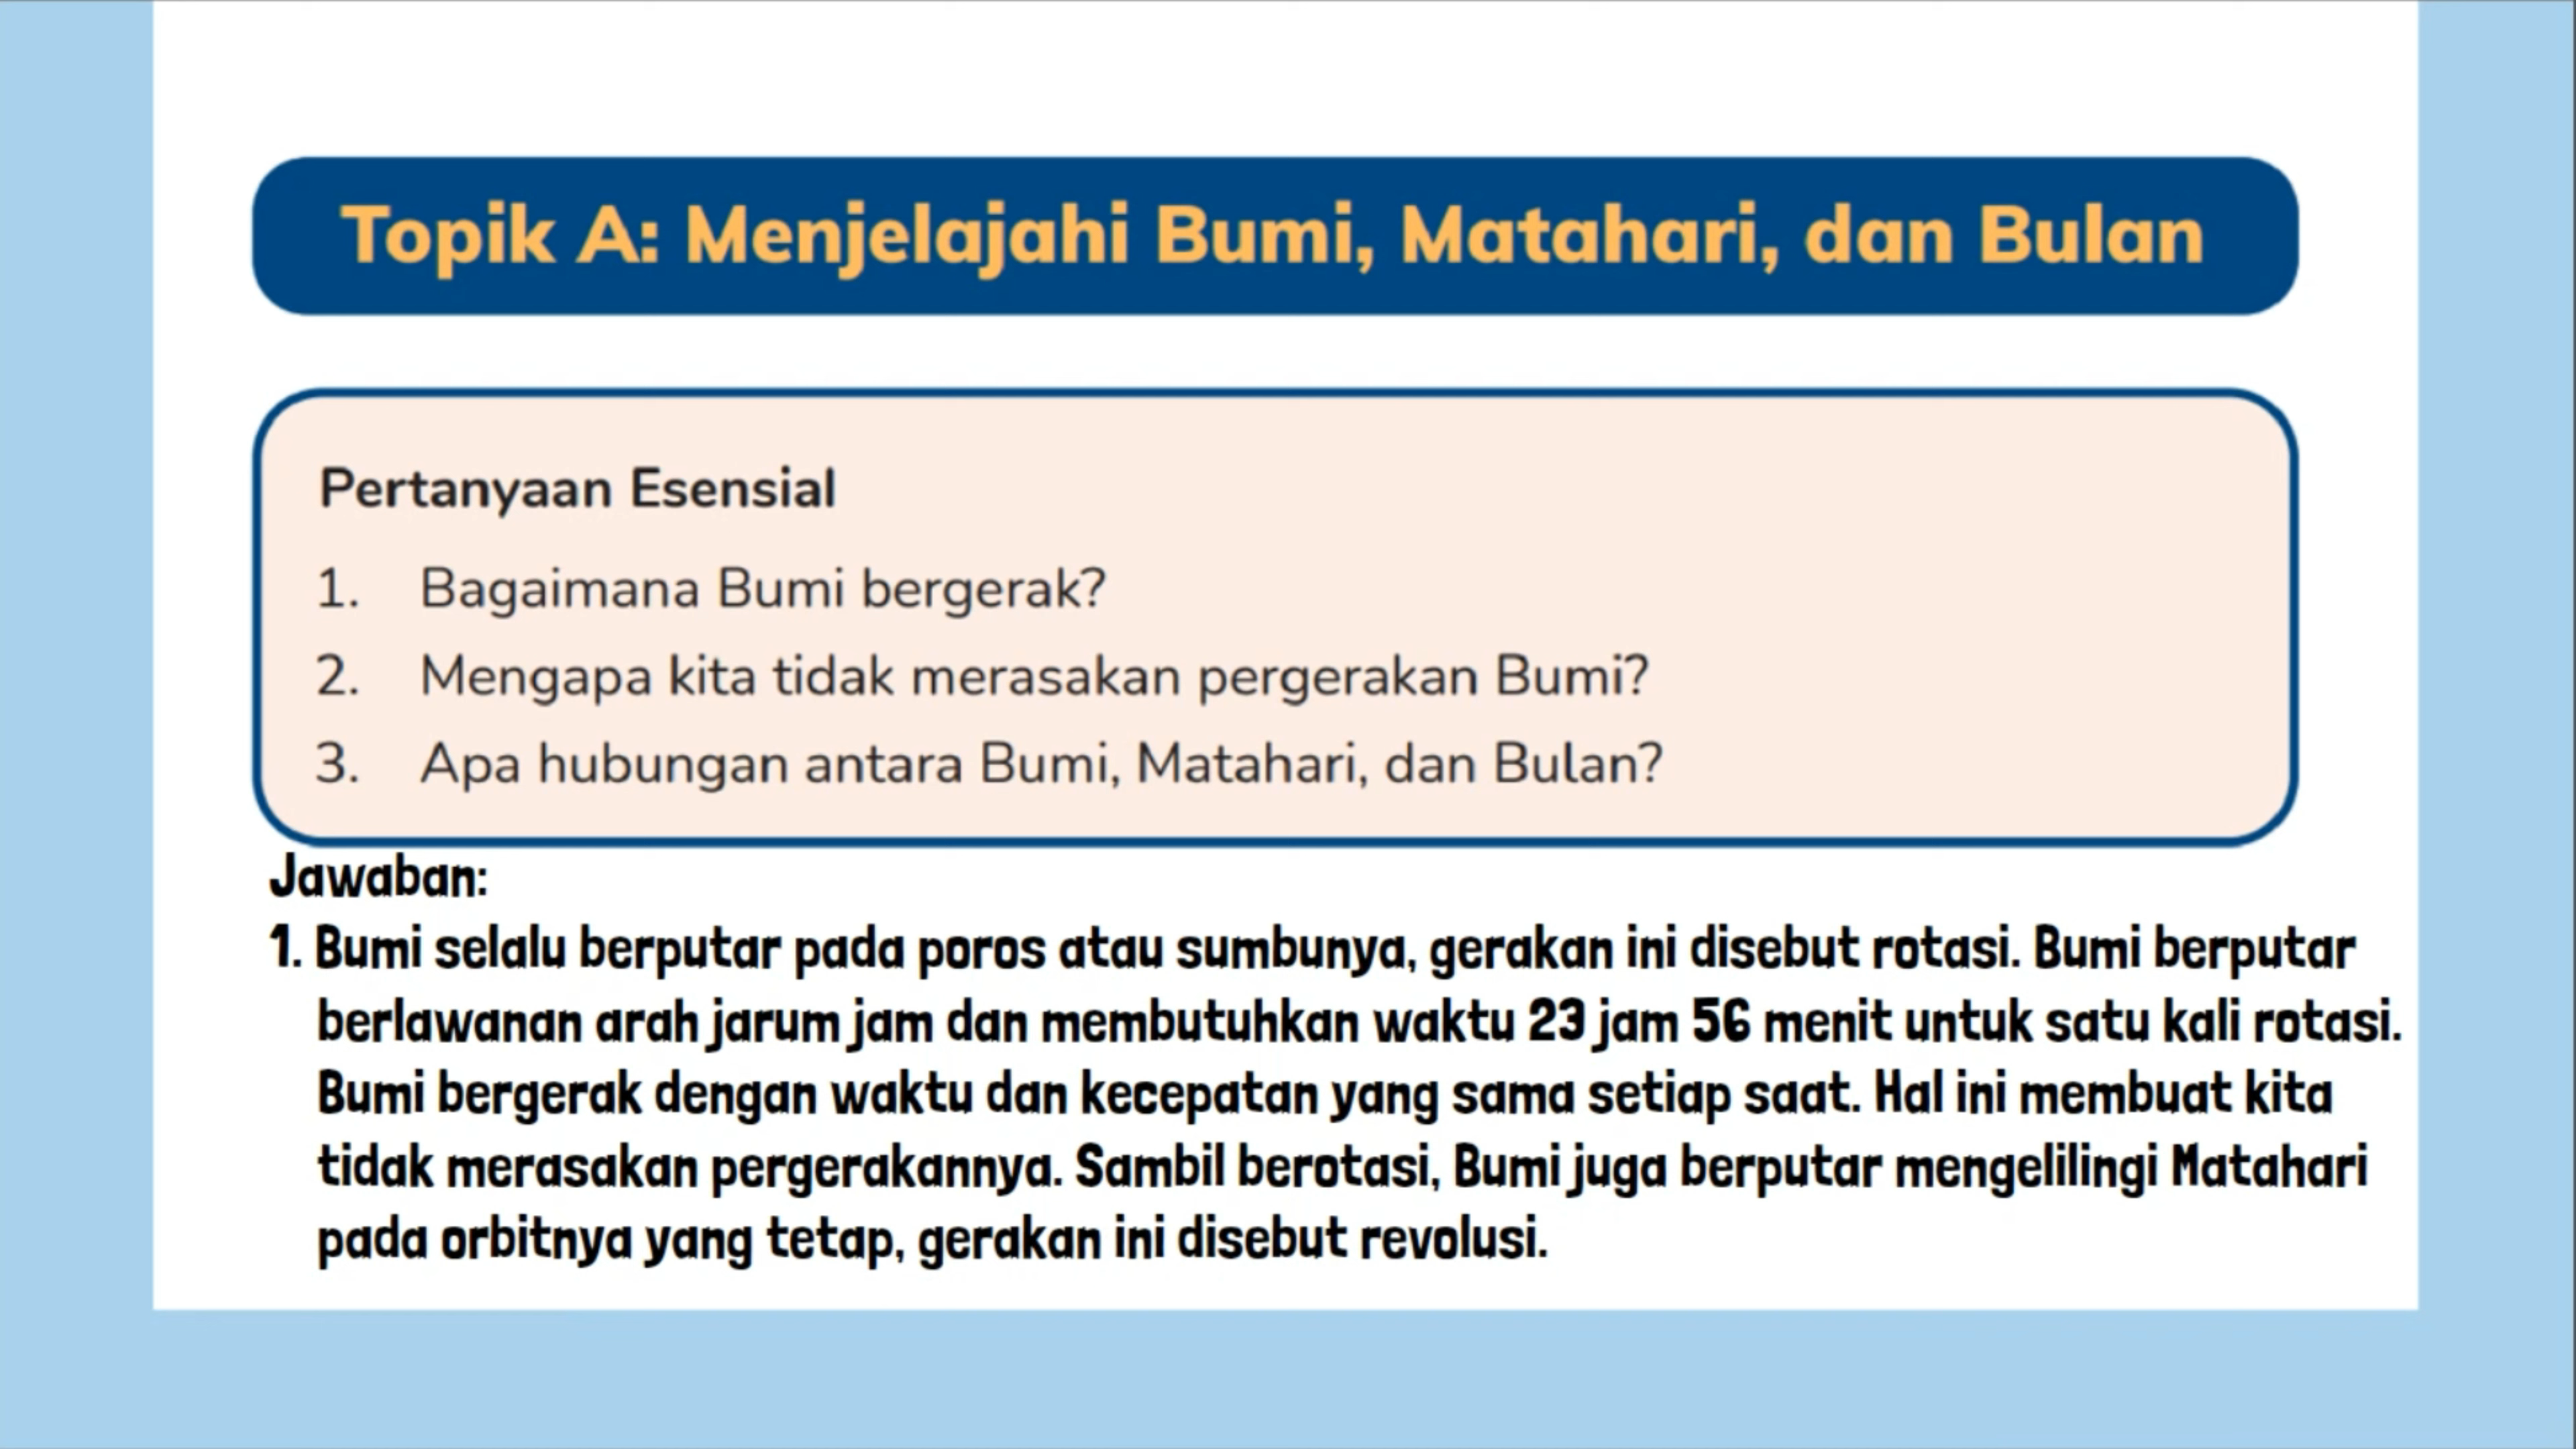 Topik A: Menjelajahi Bumi, Matahari, dan Bulan
Pertanyaan Esensial
1. Bagaimana Bumi bergerak?
2. Mengapa kita tidak merasakan pergerakan Bumi?
3. Apa hubungan antara Bumi, Matahari, dan Bulan?
Jawaban:
1. Bumi selalu berputar pada poros atau sumbunya, gerakan ini disebut rotasi. Bumi berputar
berlawanan arah jarum jam dan membutuhkan waktu 23 jam 56 menit untuk satu kali rotasi.
Bumi bergerak dengan waktu dan kecepatan yang sama setiap saat. Hal ini membuat kita
tidak merasakan pergerakannya. Sambil berotasi, Bumi juga berputar mengelilingi Matahari
pada orbitnya yang tetap, gerakan ini disebut revolusi.